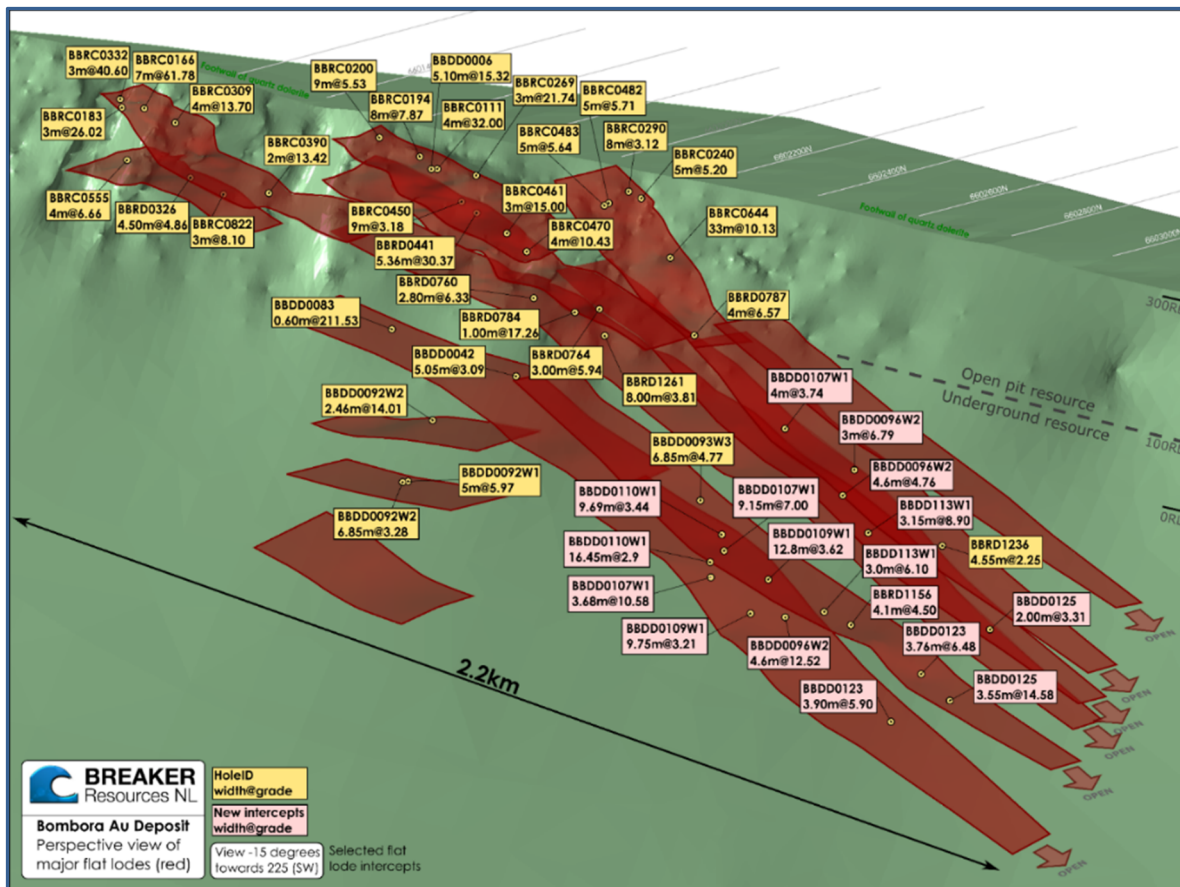 BBRC0332
3m@40.60
BBRC0166
7m@61.78
BBRC0309
4m@13.70
BBRC0183
3m@26.02
BBRC0390
2m@13.42
BBRC0555
4m@6.66
BBRD0326
4.50m@4.86
BBRC0822
3m@8.10
Footwall of quartz dolerite
BBRC0200
9m@5.53
BBRC0194
8m@7.87
BBDD0006
5.10m@15.32
BBRC0111
4m@32.00
BBRC0269
3m@21.74
BBRC0482
5m@5.71
BBRC0483
5m@5.64
BBRC0290
8m@3.12
BBRC0240
5m@5.20
BBRC0461
3m@15.00
BBRC0450
9m@3.18
BBRC0470
4m@10.43
BBRC0644
33m@10.13
BBRD0441
5.36m@30.37
BBRD0760
2.80m@6.33
BBRD0784
1.00m@17.26
BBRD0764
3.00m@5.94
BBRD0787
4m@6.57
BBRD1261
8.00m@3.81
6602200N
6602400N
6602600N
6602800N
6603000N
Footwall of quartz dolerite
300RL
Open pit resource
Underground resource
100RL
0RL
BBDD0083
0.60m@211.53
BBDD0042
5.05m@3.09
BBDD0092W2
2.46m@14.01
BBDD0092W1
5m@5.97
BBDD0092W2
6.85m@3.28
BBDD0093W3
6.85m@4.77
BBDD0107W1
4m@3.74
BBDD0096W2
3m@6.79
BBDD0096W2
4.6m@4.76
BBDD0110W1
9.69m@3.44
BBDD0107W1
9.15m@7.00
BBDD0109W1
12.8m@3.62
BBDD113W1
3.15m@8.90
BBRD1236
4.55m@2.25
BBDD0110W1
16.45m@2.9
BBDD113W1
3.0m@6.10
BBDD0107W1
3.68m@10.58
BBRD1156
4.1m@4.50
BBDD0125
2.00m@3.31
BBDD0109W1
9.75m@3.21
BBDD0096W2
4.6m@12.52
BBDD0123
3.76m@6.48
BBDD0125
3.55m@14.58
BBDD0123
3.90m@5.90
OPEN
OPEN
OPEN
OPEN
OPEN
OPEN
2.2km
BREAKER
Resources NL
Bombora Au Deposit
Perspective view of
major flat lodes (red)
HoleID
width@grade
New intercepts
width@grade
View -15 degrees
towards 225 (SW)
Selected flat
lode intercepts